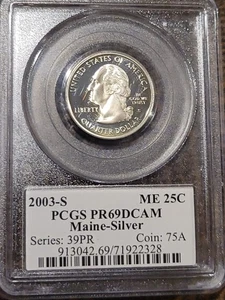 UNITED STATES OF AMERICA
LIBERTY
IN
GOD WE
TRUST
S
QUARTER DOLLAR
2003-S ME 25C
PCGS PR69DCAM
Maine-Silver
Series: 39PR Coin: 75A
913042.69/71922328